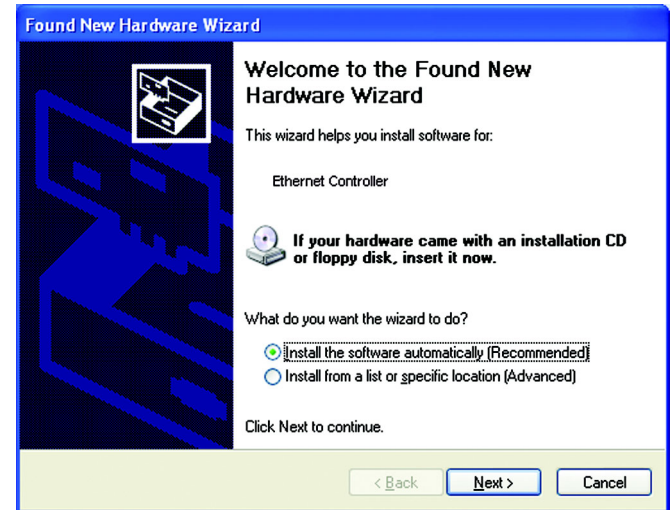 Found New Hardware Wizard
Welcome to the Found New
Hardware Wizard
This wizard helps you install software for:
Ethernet Controller
If your hardware came with an installation CD
or floppy disk, insert it now.
What do you want the wizard to do?
Install the software automatically (Recommended)
Install from a list or specific location (Advanced)
Click Next to continue.
< Back Next > Cancel